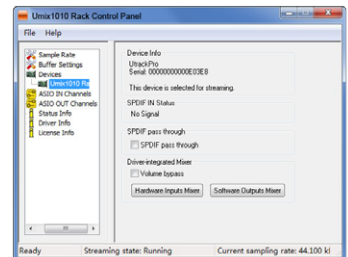 Umix1010 Rack Control Panel
File Help
Sample Rate
Buffer Settings
Devices
Umix1010 Ra
ASIO IN Channels
ASIO OUT Channels
Status Info
Driver Info
License Info
Device Info
UtrackPro
Serial: 00000000000E03E8
This device is selected for streaming.
SPDIF IN Status
No Signal
SPDIF pass through
SPDIF pass through
Driver-integrated Mixer
Volume bypass
Hardware Inputs Mixer Software Outputs Mixer
Ready Streaming state: Running Current sampling rate: 44.100 kl